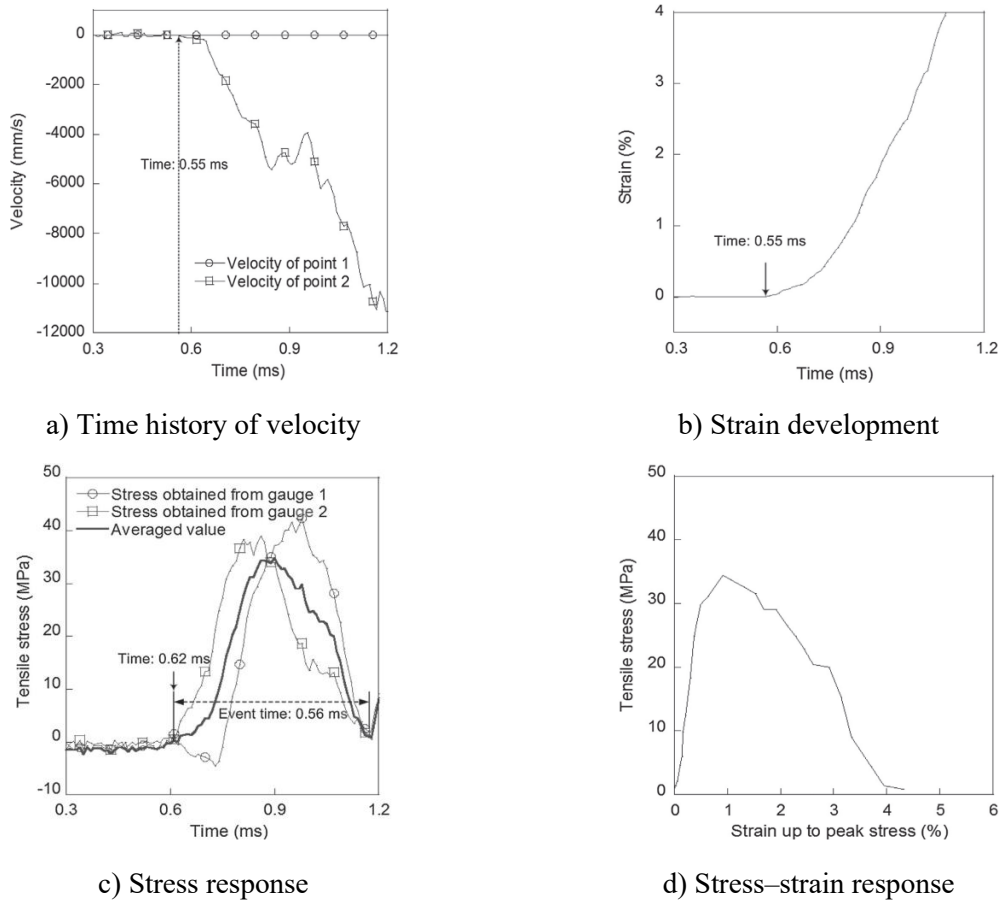 0
-2000
-4000
-6000
-8000
-10000
-12000
Velocity (mm/s)
Time: 0.55 ms
Velocity of point 1
Velocity of point 2
0.3 0.6 0.9 1.2
Time (ms)
a) Time history of velocity
4
3
2
1
0
Strain (%)
Time: 0.55 ms
0.3 0.6 0.9 1.2
Time (ms)
b) Strain development
50
40
30
20
10
0
-10
Tensile stress (MPa)
Stress obtained from gauge 1
Stress obtained from gauge 2
Averaged value
Time: 0.62 ms
Event time: 0.56 ms
0.3 0.6 0.9 1.2
Time (ms)
c) Stress response
50
40
30
20
10
0
Tensile stress (MPa)
0 1 2 3 4 5 6
Strain up to peak stress (%)
d) Stress–strain response